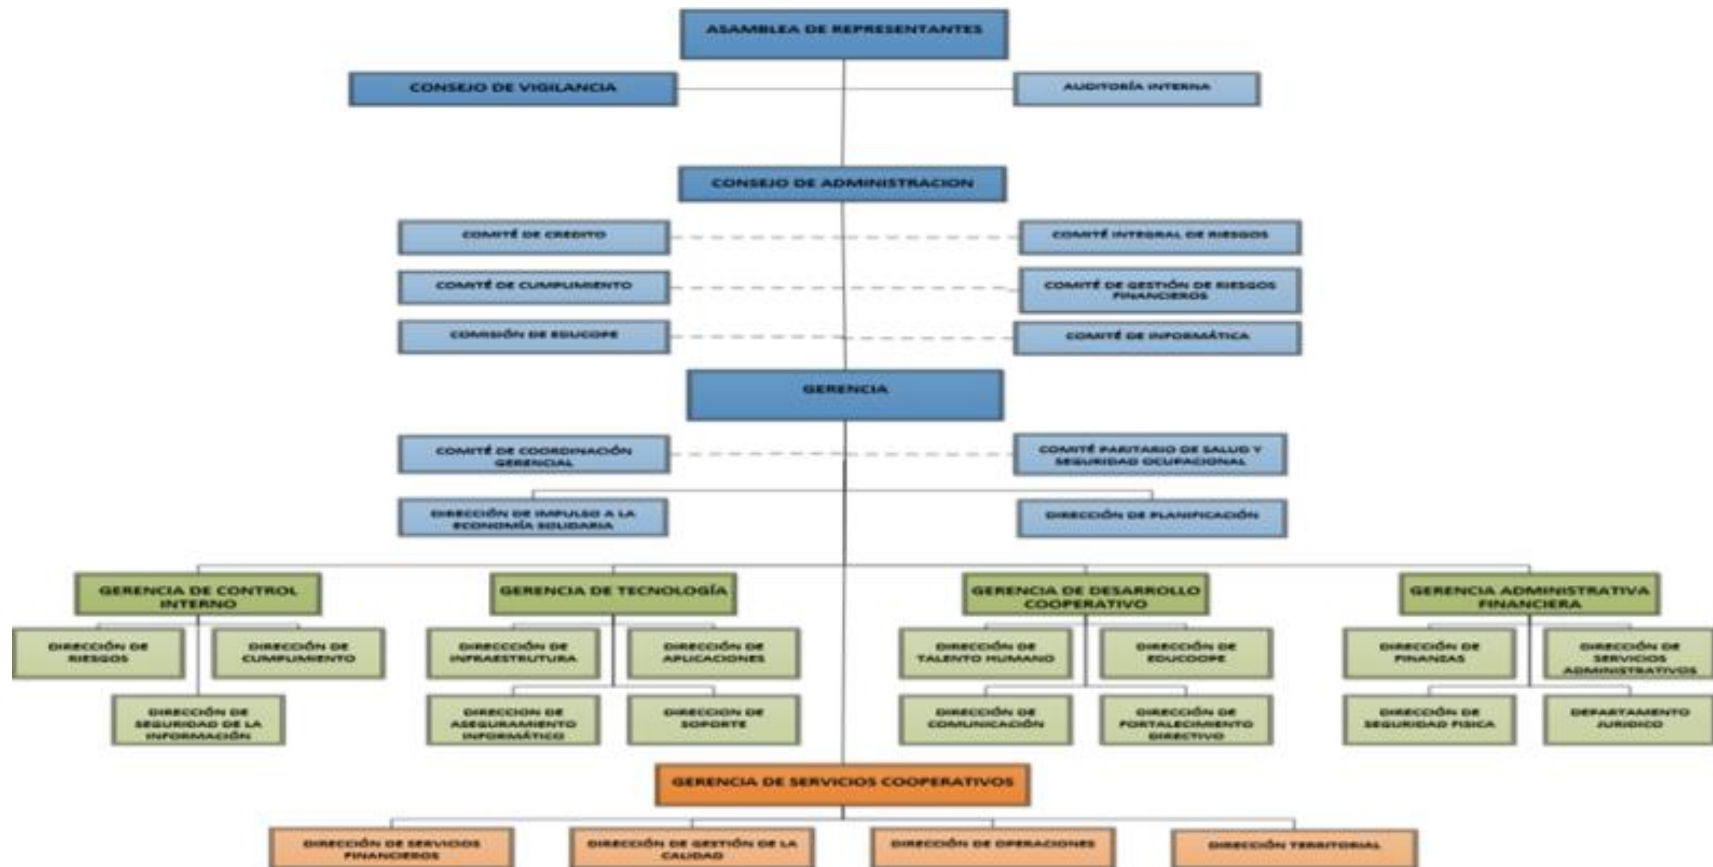 ASAMBLEA DE REPRESENTANTES
CONSEJO DE VIGILANCIA
AUDITORÍA INTERNA
CONSEJO DE ADMINISTRACION
COMITÉ DE CREDITO
COMITÉ INTEGRAL DE RIESGOS
COMITÉ DE CUMPLIMIENTO
COMITÉ DE GESTIÓN DE RIESGOS
FINANCIEROS
COMISIÓN DE EDUCOPE
COMITÉ DE INFORMÁTICA
GERENCIA
COMITÉ DE COORDINACIÓN
GERENCIAL
COMITÉ PARITARIO DE SALUD Y
SEGURIDAD OCUPACIONAL
DIRECCIÓN DE IMPULSO A LA
ECONOMÍA SOLIDARIA
DIRECCIÓN DE PLANIFICACIÓN
GERENCIA DE CONTROL
INTERNO
GERENCIA DE TECNOLOGÍA
GERENCIA DE DESARROLLO
COOPERATIVO
GERENCIA ADMINISTRATIVA
FINANCIERA
DIRECCIÓN DE
RIESGOS
DIRECCIÓN DE
CUMPLIMIENTO
DIRECCIÓN DE
INFRAESTRUTURA
DIRECCIÓN DE
APLICACIONES
DIRECCIÓN DE
TALENTO HUMANO
DIRECCIÓN DE
EDUCOOPE
DIRECCIÓN DE
FINANZAS
DIRECCIÓN DE
SERVICIOS
ADMINISTRATIVOS
DIRECCIÓN DE
SEGURIDAD DE LA
INFORMACIÓN
DIRECCION DE
ASEGURAMIENTO
INFORMÁTICO
DIRECCION DE
SOPORTE
DIRECCIÓN DE
COMUNICACIÓN
DIRECCIÓN DE
FORTALECIMIENTO
DIRECTIVO
DIRECCIÓN DE
SEGURIDAD FISICA
DEPARTAMENTO
JURIDICO
GERENCIA DE SERVICIOS COOPERATIVOS
DIRECCIÓN DE SERVICIOS
FINANCIEROS
DIRECCIÓN DE GESTIÓN DE LA
CALIDAD
DIRECCIÓN DE OPERACIONES
DIRECCIÓN TERRITORIAL